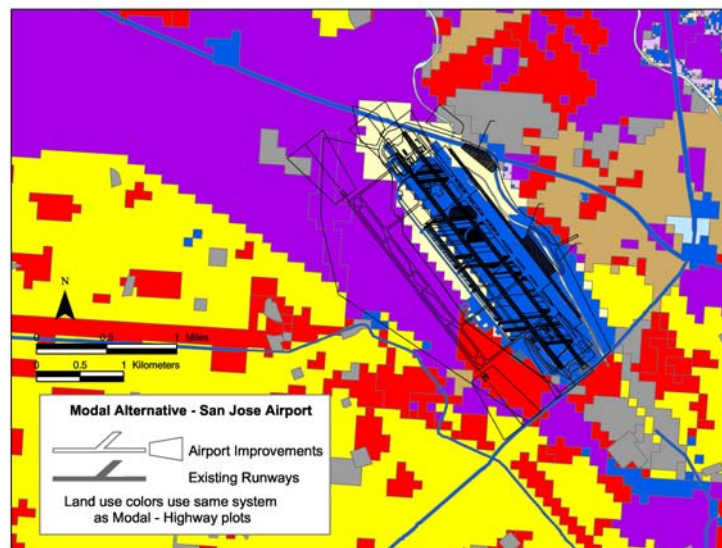 N
0 0.5 1 Miles
0 0.5 1 Kilometers
Modal Alternative - San Jose Airport
Airport Improvements
Existing Runways
Land use colors use same system
as Modal - Highway plots